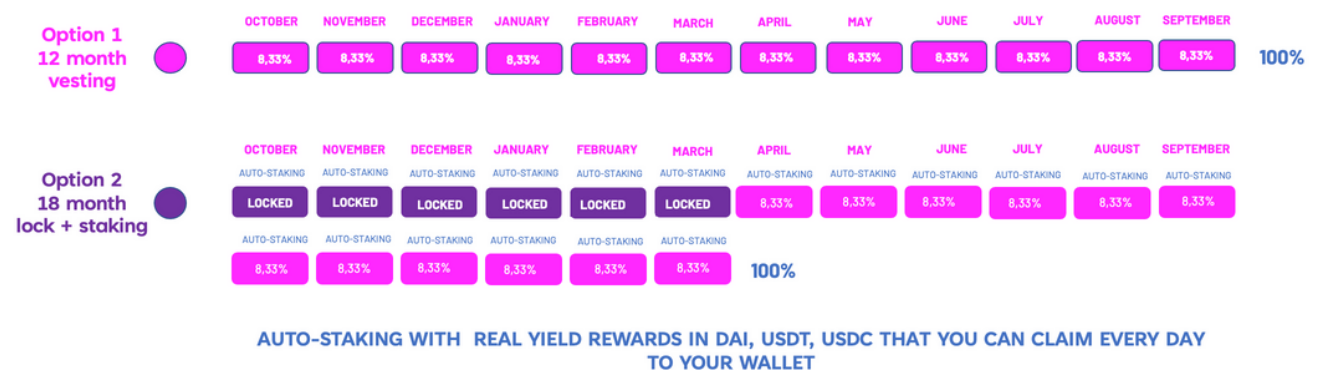 Option 1
12 month
vesting
OCTOBER NOVEMBER DECEMBER JANUARY FEBRUARY MARCH APRIL MAY JUNE JULY AUGUST SEPTEMBER
8,33% 8,33% 8,33% 8,33% 8,33% 8,33% 8,33% 8,33% 8,33% 8,33% 8,33% 8,33% 100%
Option 2
18 month
lock + staking
OCTOBER NOVEMBER DECEMBER JANUARY FEBRUARY MARCH APRIL MAY JUNE JULY AUGUST SEPTEMBER
AUTO-STAKING AUTO-STAKING AUTO-STAKING AUTO-STAKING AUTO-STAKING AUTO-STAKING AUTO-STAKING AUTO-STAKING AUTO-STAKING AUTO-STAKING AUTO-STAKING AUTO-STAKING
LOCKED LOCKED LOCKED LOCKED LOCKED LOCKED 8,33% 8,33% 8,33% 8,33% 8,33% 8,33%
AUTO-STAKING AUTO-STAKING AUTO-STAKING AUTO-STAKING AUTO-STAKING AUTO-STAKING
8,33% 8,33% 8,33% 8,33% 8,33% 8,33% 100%
AUTO-STAKING WITH REAL YIELD REWARDS IN DAI, USDT, USDC THAT YOU CAN CLAIM EVERY DAY
TO YOUR WALLET